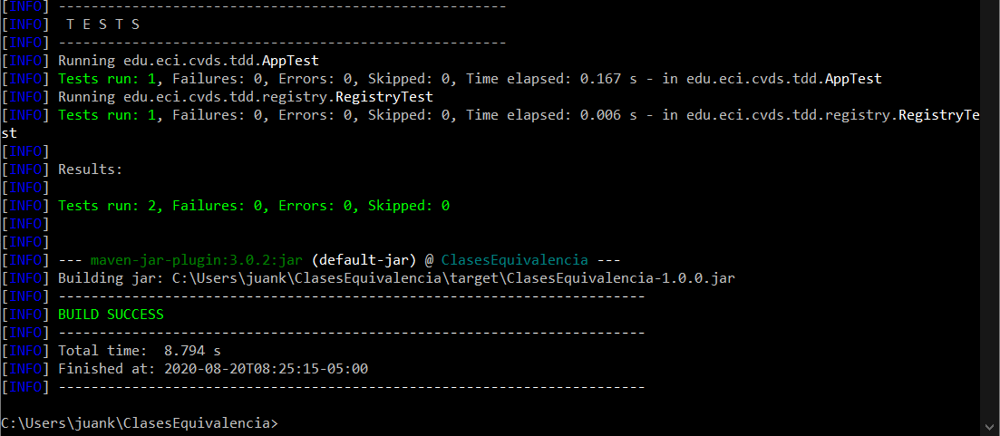 [INFO] -------------------------------------------------------
[INFO]  T E S T S
[INFO] -------------------------------------------------------
[INFO] Running edu.eci.cvds.tdd.AppTest
[INFO] Tests run: 1, Failures: 0, Errors: 0, Skipped: 0, Time elapsed: 0.167 s - in edu.eci.cvds.tdd.AppTest
[INFO] Running edu.eci.cvds.tdd.registry.RegistryTest
[INFO] Tests run: 1, Failures: 0, Errors: 0, Skipped: 0, Time elapsed: 0.006 s - in edu.eci.cvds.tdd.registry.RegistryTe
st
[INFO]
[INFO] Results:
[INFO]
[INFO] Tests run: 2, Failures: 0, Errors: 0, Skipped: 0
[INFO]
[INFO]
[INFO] --- maven-jar-plugin:3.0.2:jar (default-jar) @ ClasesEquivalencia ---
[INFO] Building jar: C:\Users\juank\ClasesEquivalencia\target\ClasesEquivalencia-1.0.0.jar
[INFO] ------------------------------------------------------------------------
[INFO] BUILD SUCCESS
[INFO] ------------------------------------------------------------------------
[INFO] Total time:  8.794 s
[INFO] Finished at: 2020-08-20T08:25:15-05:00
[INFO] ------------------------------------------------------------------------
C:\Users\juank\ClasesEquivalencia>